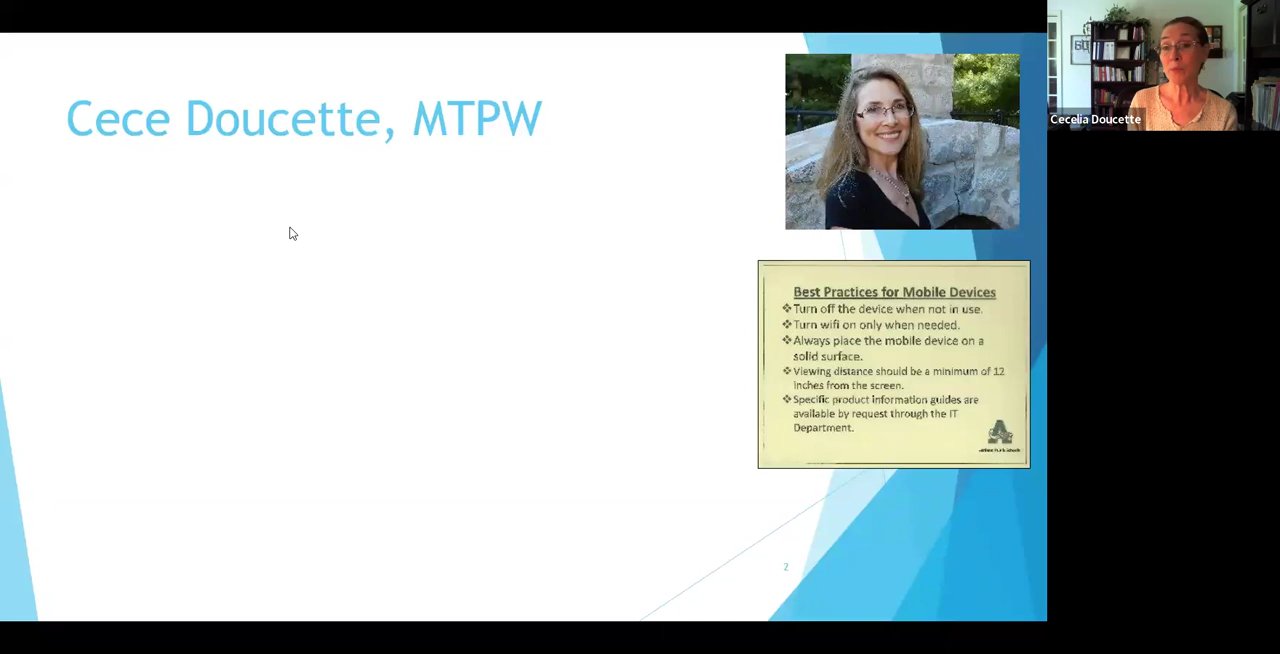 Cece Doucette, MTPW
Cecelia Doucette
Best Practices for Mobile Devices
❖Turn off the device when not in use.
❖Turn wifi on only when needed.
❖Always place the mobile device on a
solid surface.
❖Viewing distance should be a minimum of 12
inches from the screen.
❖Specific product information guides are
available by request through the IT
Department.
2